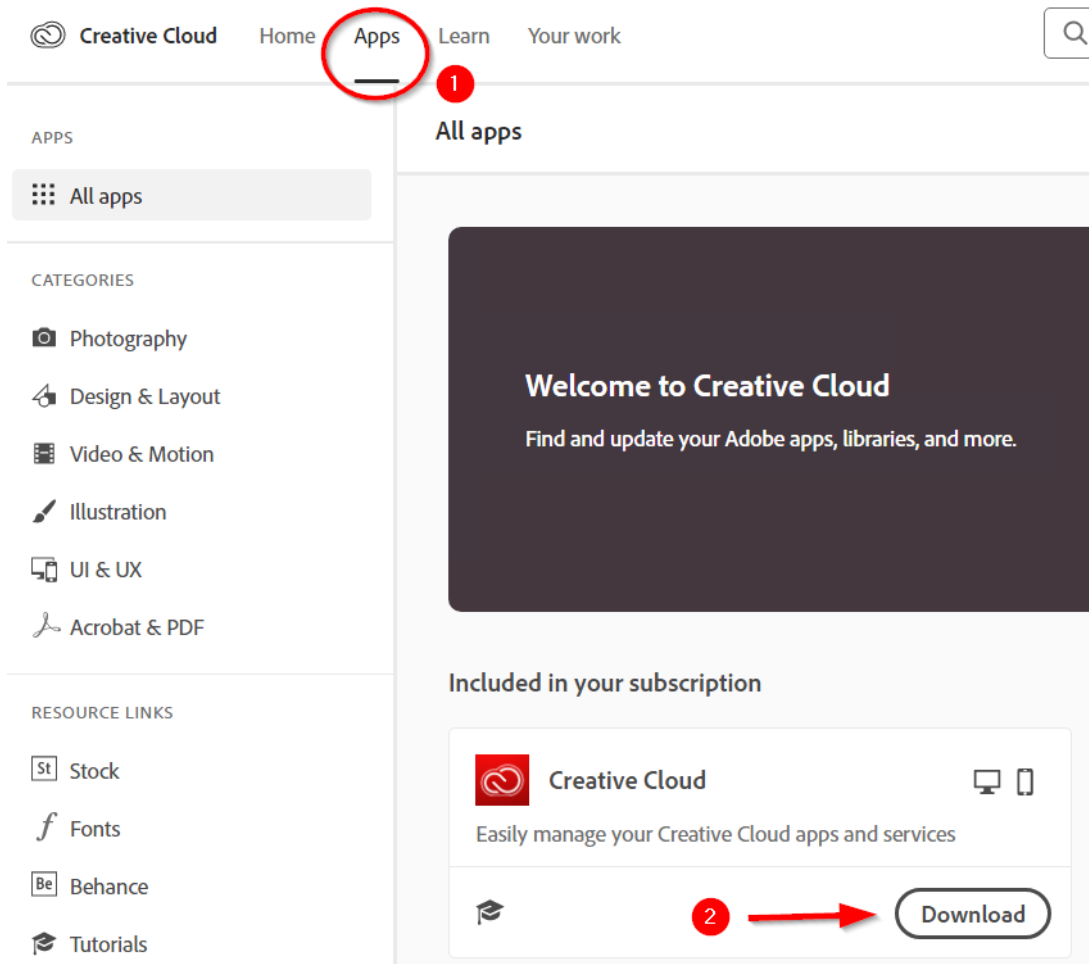 Creative Cloud Home Apps Learn Your work
1
APPS
All apps
CATEGORIES
Photography
Design & Layout
Video & Motion
Illustration
UI & UX
Acrobat & PDF
RESOURCE LINKS
St Stock
Fonts
Be Behance
Tutorials
All apps
Welcome to Creative Cloud
Find and update your Adobe apps, libraries, and more.
Included in your subscription
Creative Cloud
Easily manage your Creative Cloud apps and services
2 Download